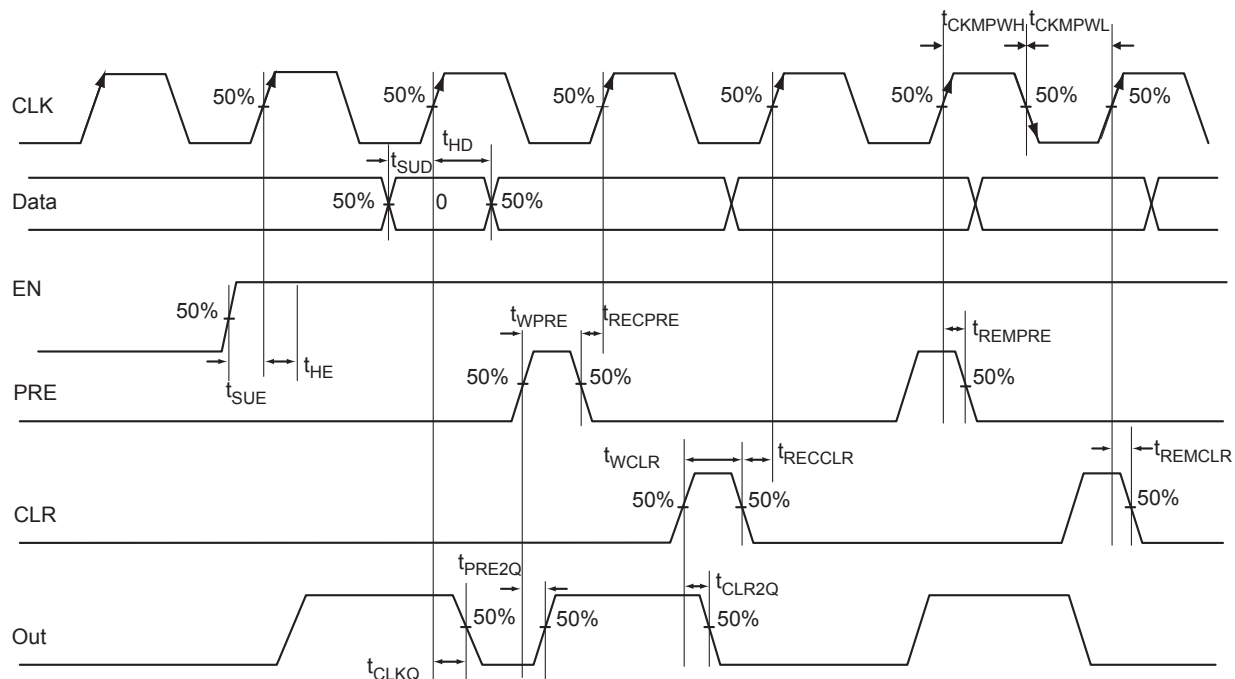 tCKMPWH tCKMPWL
CLK 50% 50% 50% 50% 50% 50% 50%
tSUD tHD
Data 50% 0 50%
EN 50%
tSUE tHE tWPRE tRECPRE tREMPRE
PRE 50% 50% 50%
tWCLR tRECCLR tREMCLR
CLR 50% 50% 50%
tPRE2Q tCLR2Q
Out 50% 50% 50%
tCLKQ